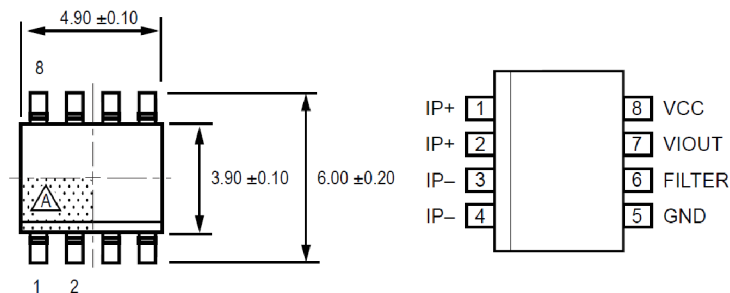 4.90 ±0.10
8
3.90 ±0.10
6.00 ±0.20
A
1 2
IP+ 1
IP+ 2
IP– 3
IP– 4
8 VCC
7 VIOUT
6 FILTER
5 GND